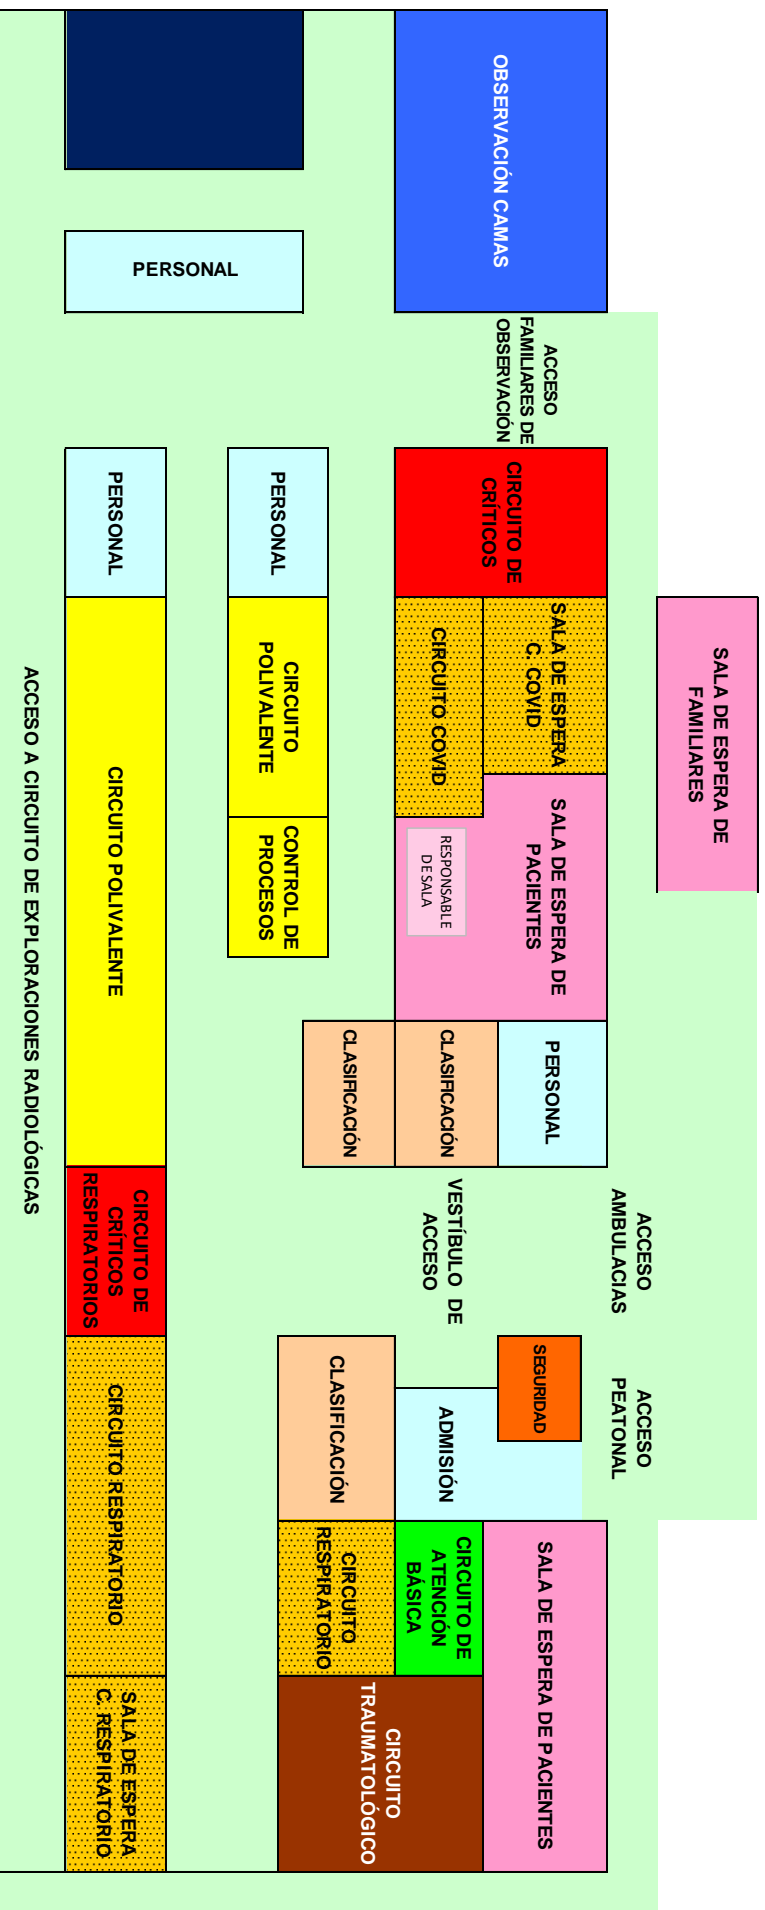 OBSERVACIÓN CAMAS
PERSONAL
ACCESO
FAMILIARES DE
OBSERVACIÓN
CIRCUITO DE
CRÍTICOS
PERSONAL
PERSONAL
SALA DE ESPERA DE
FAMILIARES
SALA DE ESPERA
C. COVID
CIRCUITO COVID
CIRCUITO
POLIVALENTE
CIRCUITO POLIVALENTE
SALA DE ESPERA DE
PACIENTES
RESPONSABLE
DE SALA
CONTROL DE
PROCESOS
PERSONAL
CLASIFICACIÓN
CLASIFICACIÓN
ACCESO A CIRCUITO DE EXPLORACIONES RADIOLÓGICAS
ACCESO
AMBULACIAS
VESTÍBULO DE
ACCESO
CIRCUITO DE
CRÍTICOS
RESPIRATORIOS
ACCESO
PEATONAL
SEGURIDAD
ADMISIÓN
CLASIFICACIÓN
CIRCUITO RESPIRATORIO
SALA DE ESPERA DE PACIENTES
CIRCUITO DE
ATENCIÓN
BÁSICA
CIRCUITO
RESPIRATORIO
CIRCUITO
TRAUMATOLÓGICO
SALA DE ESPERA
C. RESPIRATORIO